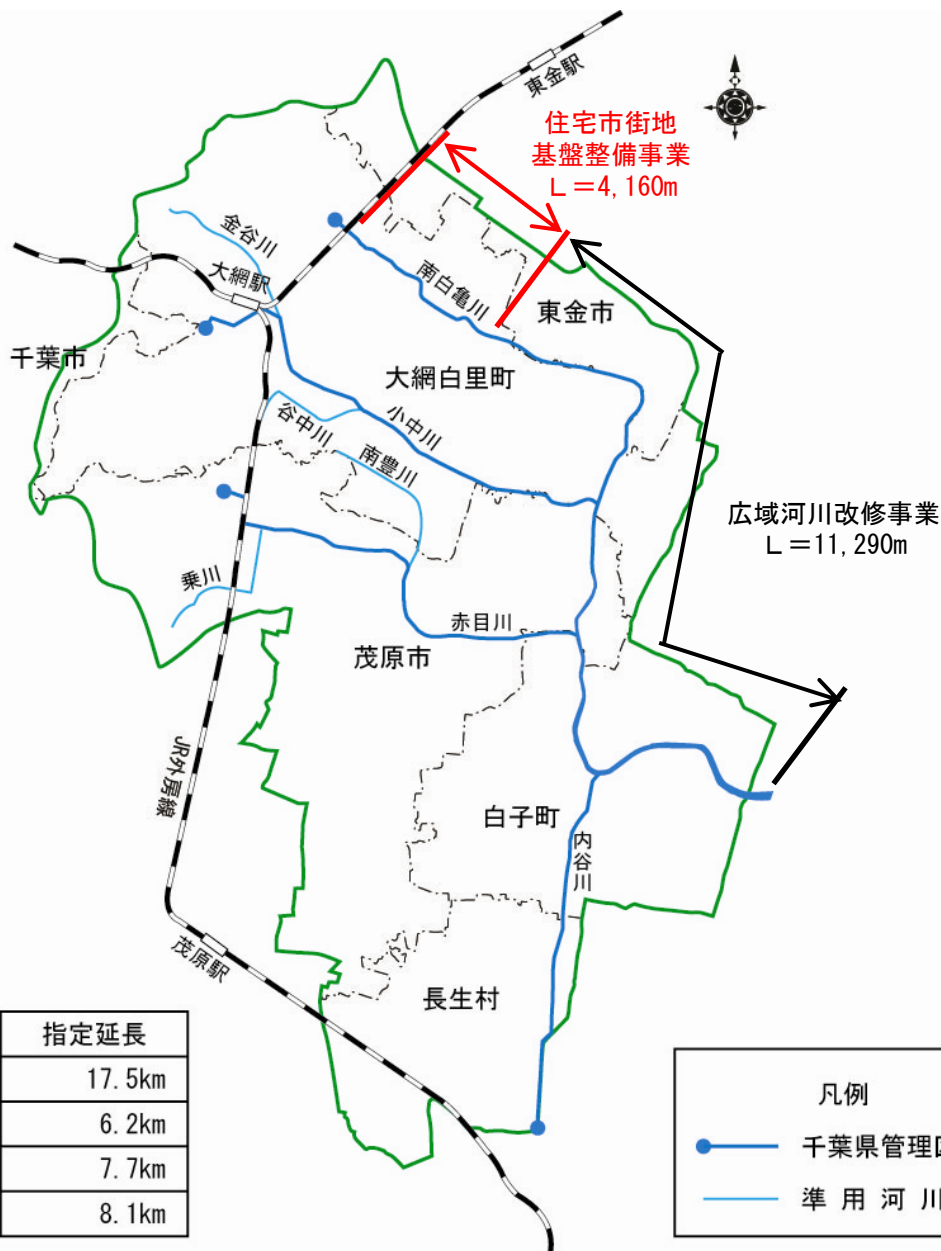 東金駅
住宅市街地
基盤整備事業
L=4,160m
金谷川
大網駅
南白亀川
東金市
千葉市
大網白里町
谷中川
小中川
南豊川
広域河川改修事業
L=11,290m
乗川
赤目川
茂原市
JR外房線
白子町
内谷川
茂原駅
長生村
指定延長
17.5km
6.2km
7.7km
8.1km
凡例
千葉県管理区
準用河川